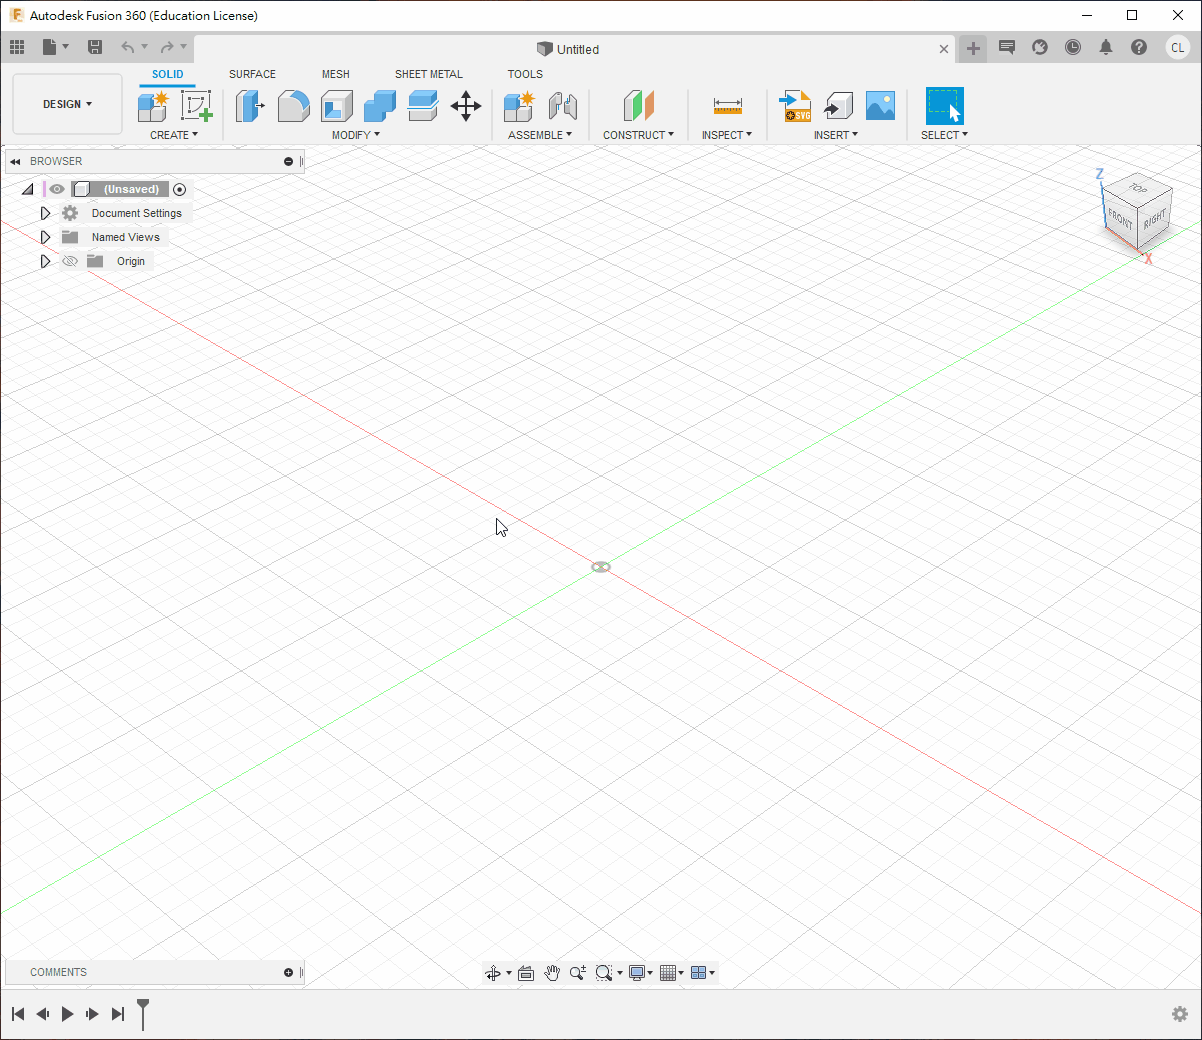 Autodesk Fusion 360 (Education License)
Untitled
CL
DESIGN
SOLID SURFACE MESH SHEET METAL TOOLS
SVG
CREATE MODIFY ASSEMBLE CONSTRUCT INSPECT INSERT SELECT
BROWSER
(Unsaved)
Document Settings
Named Views
Origin
Z
TOP
FRONT RIGHT
X
COMMENTS